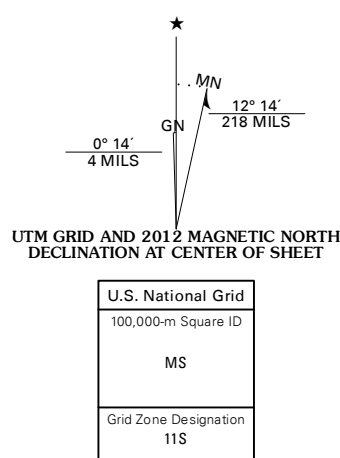 ★
MN
GN
12° 14´
218 MILS
0° 14´
4 MILS
UTM GRID AND 2012 MAGNETIC NORTH
DECLINATION AT CENTER OF SHEET
U.S. National Grid
100,000-m Square ID
MS
Grid Zone Designation
11S